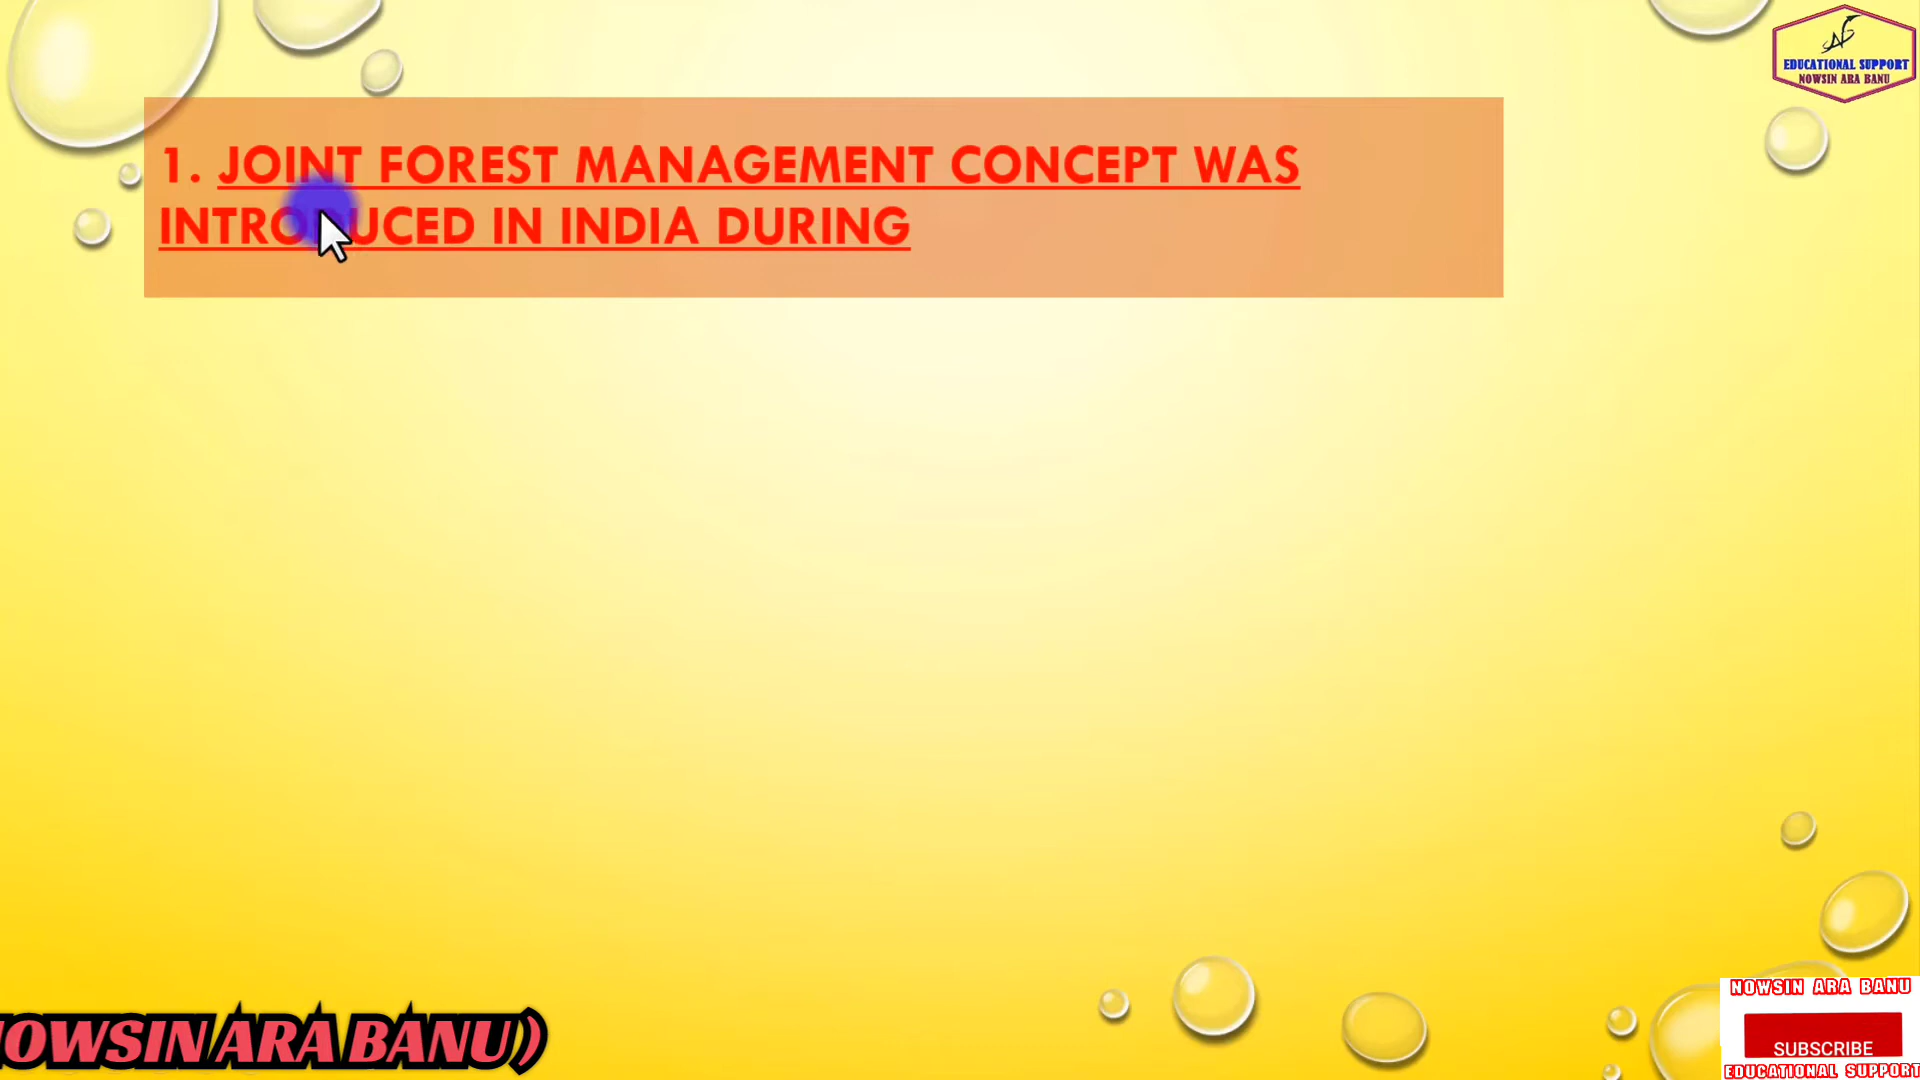 EDUCATIONAL SUPPORT
NOWSIN ARA BANU
1. JOINT FOREST MANAGEMENT CONCEPT WAS
INTRODUCED IN INDIA DURING
NOWSIN ARA BANU
SUBSCRIBE
EDUCATIONAL SUPPORT
OWSIN ARA BANU)